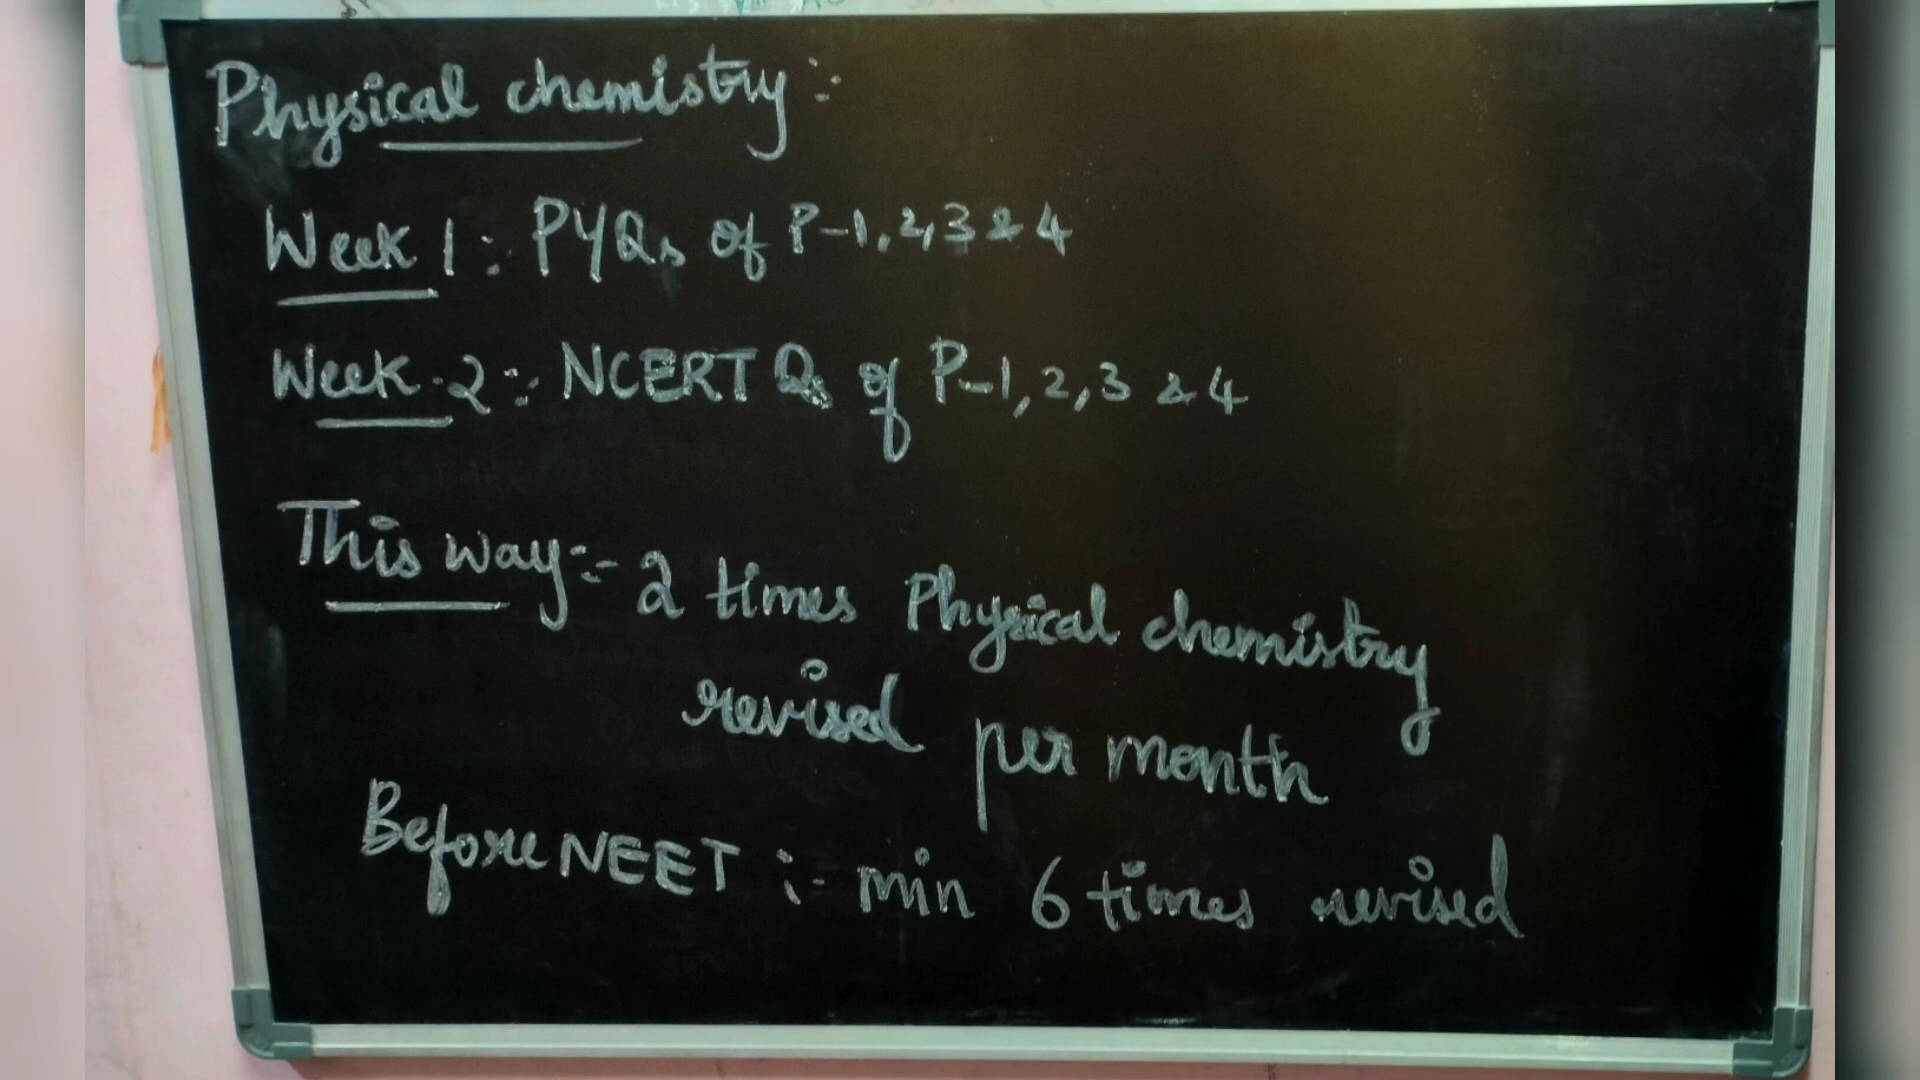 Physical chemistry :-
Week 1 :- PYQs of P-1, 2, 3 & 4
Week-2 :- NCERT Qs of P-1, 2, 3 & 4
This way :- 2 times Physical chemistry
revised per month
Before NEET :- min 6 times revised